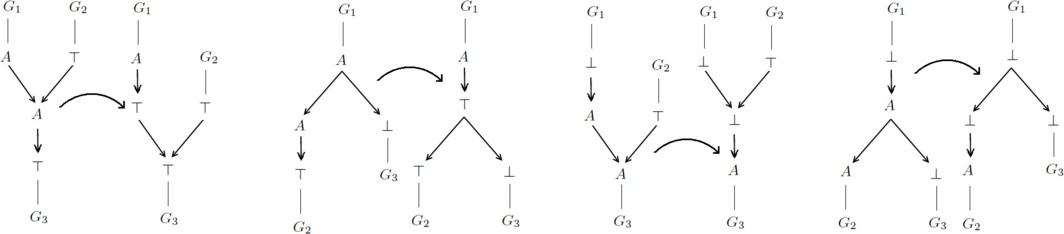 G₁ G₂ G₁
A ⊤ A G₂
A ⊤ ⊤
⊤ ⊤
G₃ G₃
G₁ G₁
A A
⊤
A ⊥
⊤ G₃ ⊤ ⊥
G₂ G₂ G₃
G₁ G₁ G₂
⊥ G₂ ⊥ ⊤
A ⊤ ⊥
A A
G₃ G₃
G₁ G₁
⊥ ⊥
A ⊥ ⊥
A ⊥ A G₃
G₂ G₃ G₂